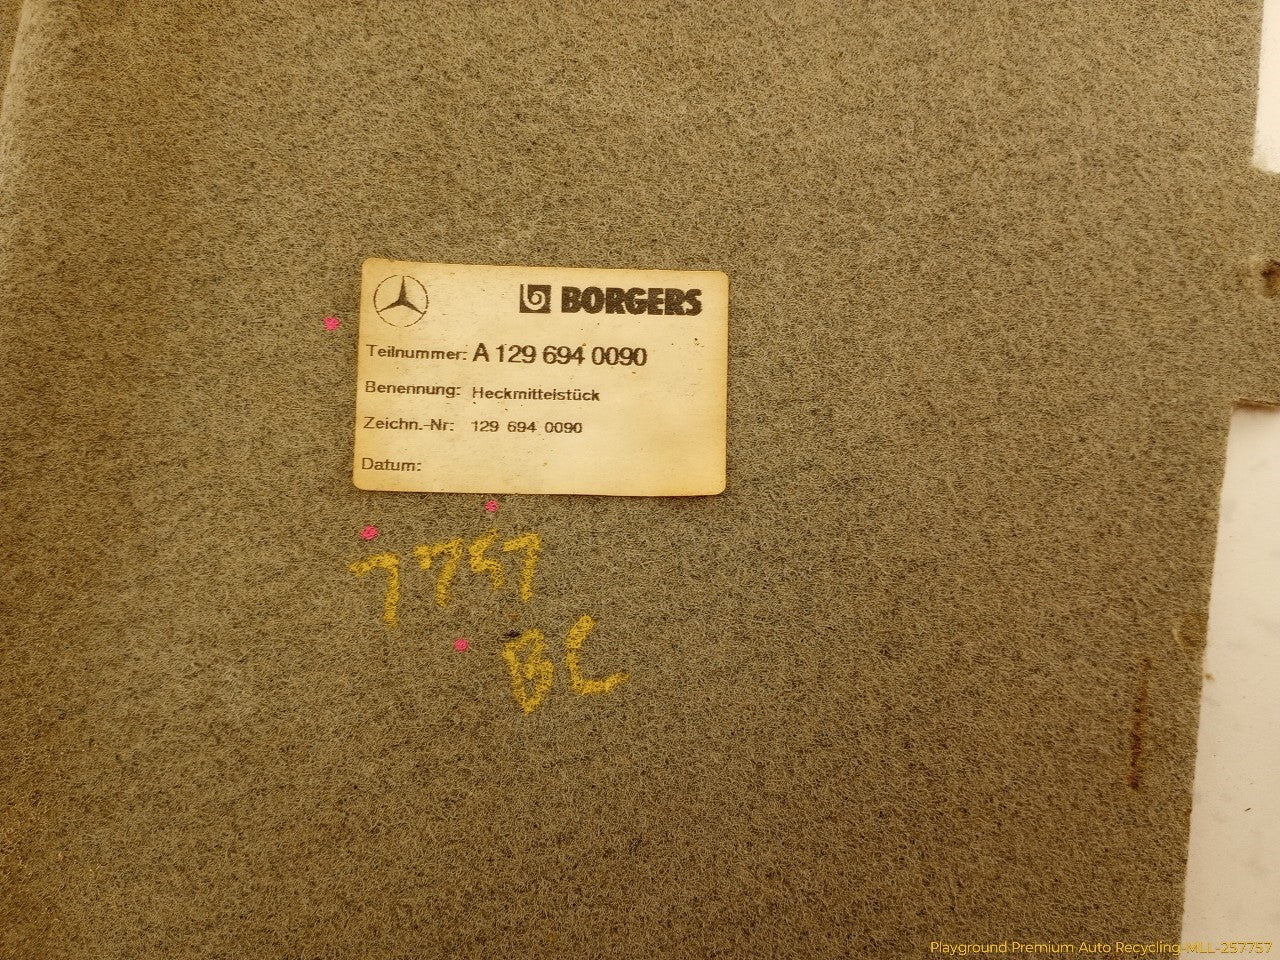 BORGERS
Teilnummer: A 129 694 0090
Benennung: Heckmittelstück
Zeichn.-Nr: 129 694 0090
Datum:
7757
BC
Playground Premium Auto Recycling-MLL-257757